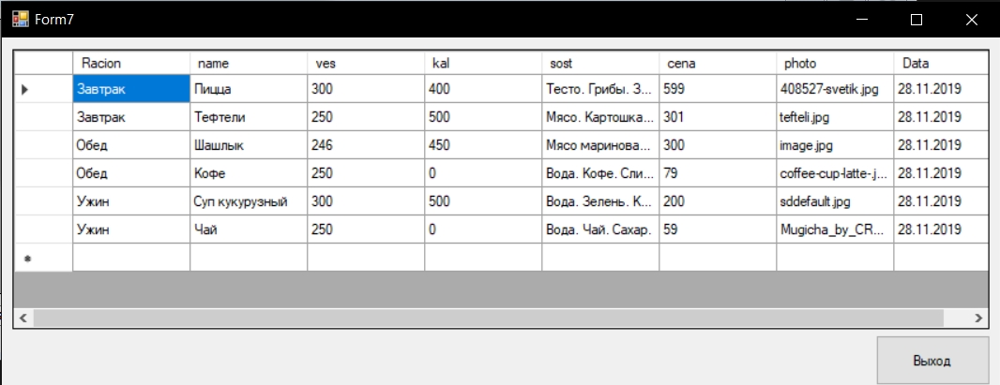 Form7
Racion name ves kal sost cena photo Data
Завтрак Пицца 300 400 Тесто. Грибы. З... 599 408527-svetik.jpg 28.11.2019
Завтрак Тефтели 250 500 Мясо. Картошка... 301 tefteli.jpg 28.11.2019
Обед Шашлык 246 450 Мясо маринова... 300 image.jpg 28.11.2019
Обед Кофе 250 0 Вода. Кофе. Сли... 79 coffee-cup-latte-.j... 28.11.2019
Ужин Суп кукурузный 300 500 Вода. Зелень. К... 200 sddefault.jpg 28.11.2019
Ужин Чай 250 0 Вода. Чай. Сахар. 59 Mugicha_by_CR... 28.11.2019
Выход